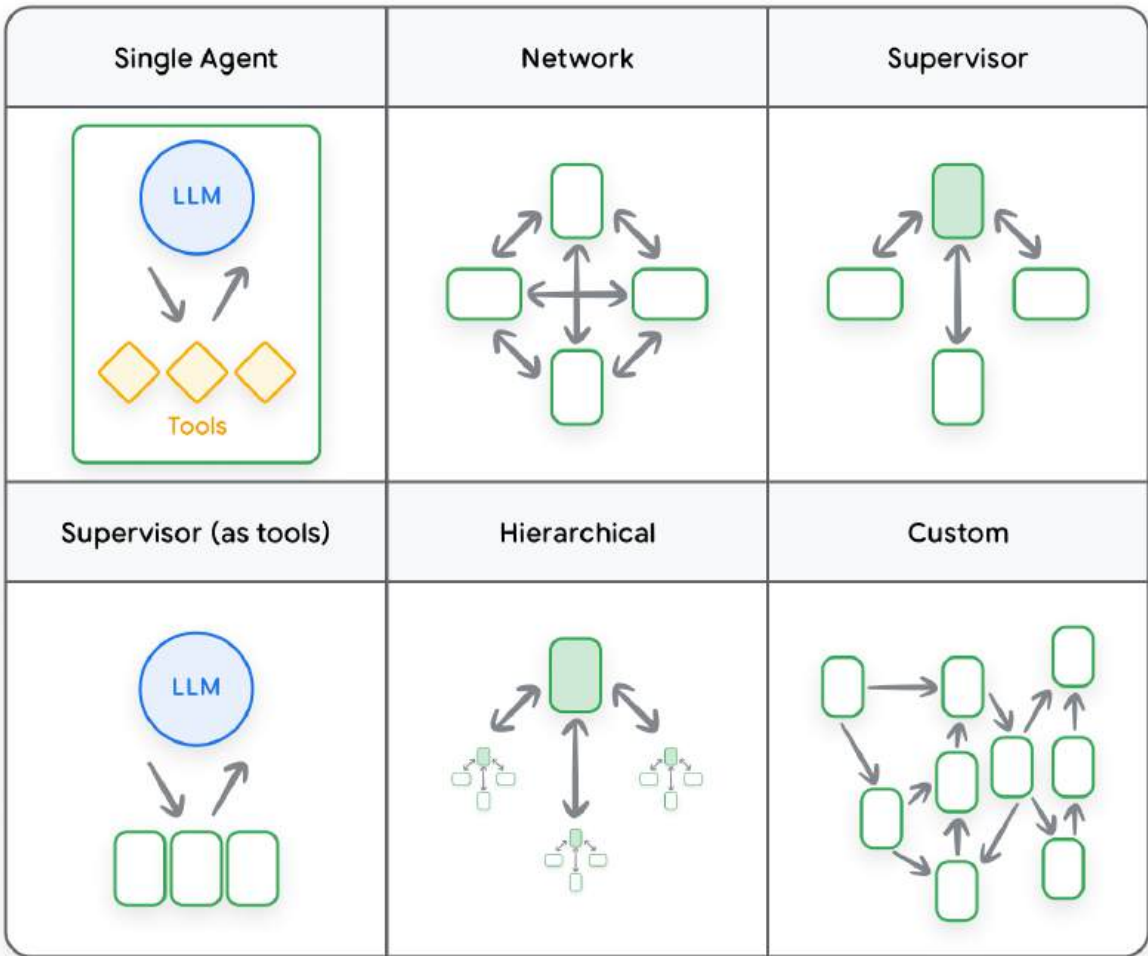 Single Agent
Network
Supervisor
LLM
Tools
Supervisor (as tools)
Hierarchical
Custom
LLM